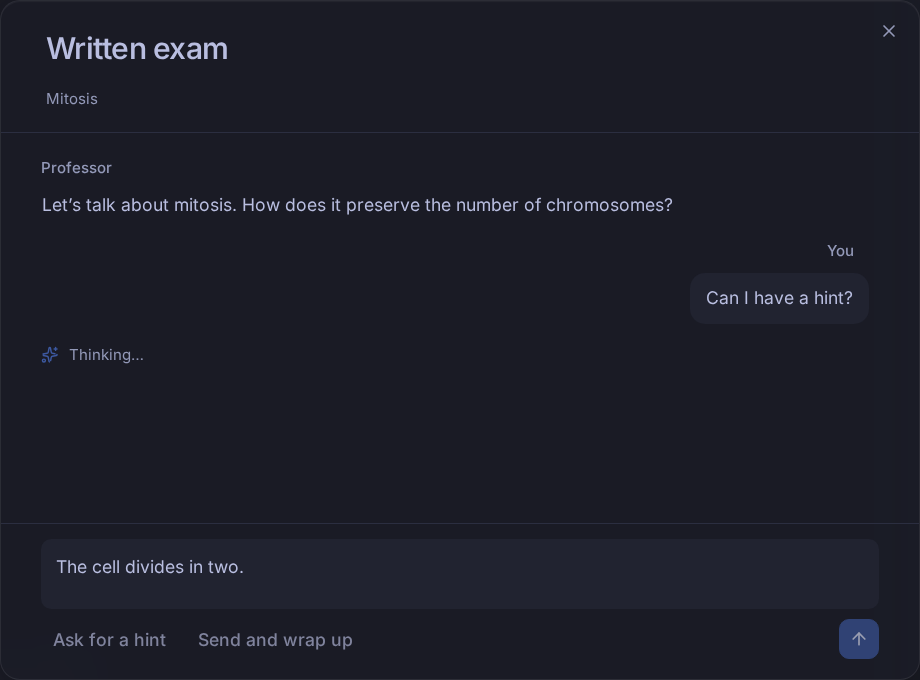 Written exam
Mitosis
Professor
Let’s talk about mitosis. How does it preserve the number of chromosomes?
You
Can I have a hint?
Thinking...
The cell divides in two.
Ask for a hint
Send and wrap up